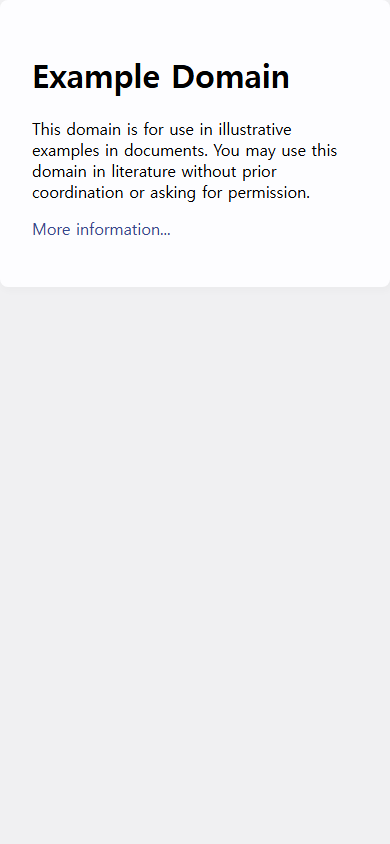 Example Domain
This domain is for use in illustrative
examples in documents. You may use this
domain in literature without prior
coordination or asking for permission.
More information...